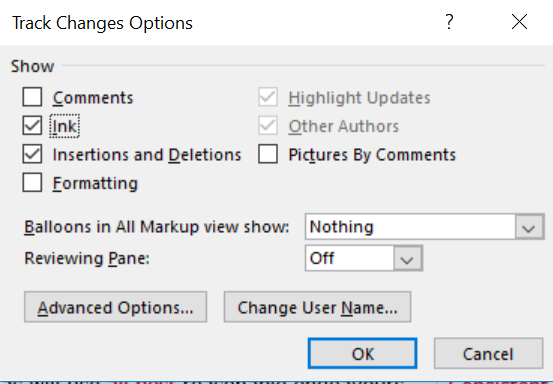 Track Changes Options ?
Show
Comments Highlight Updates
Ink Other Authors
Insertions and Deletions Pictures By Comments
Formatting
Balloons in All Markup view show: Nothing
Reviewing Pane: Off
Advanced Options... Change User Name...
OK Cancel